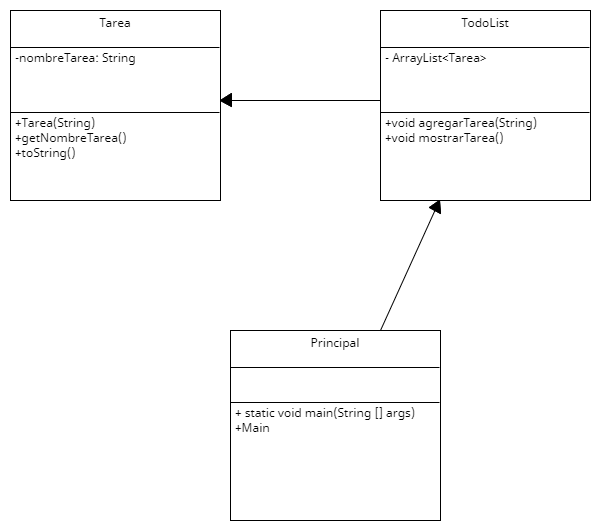 Tarea
-nombreTarea: String
+Tarea(String)
+getNombreTarea()
+toString()
TodoList
- ArrayList<Tarea>
+void agregarTarea(String)
+void mostrarTarea()
Principal
+ static void main(String [] args)
+Main